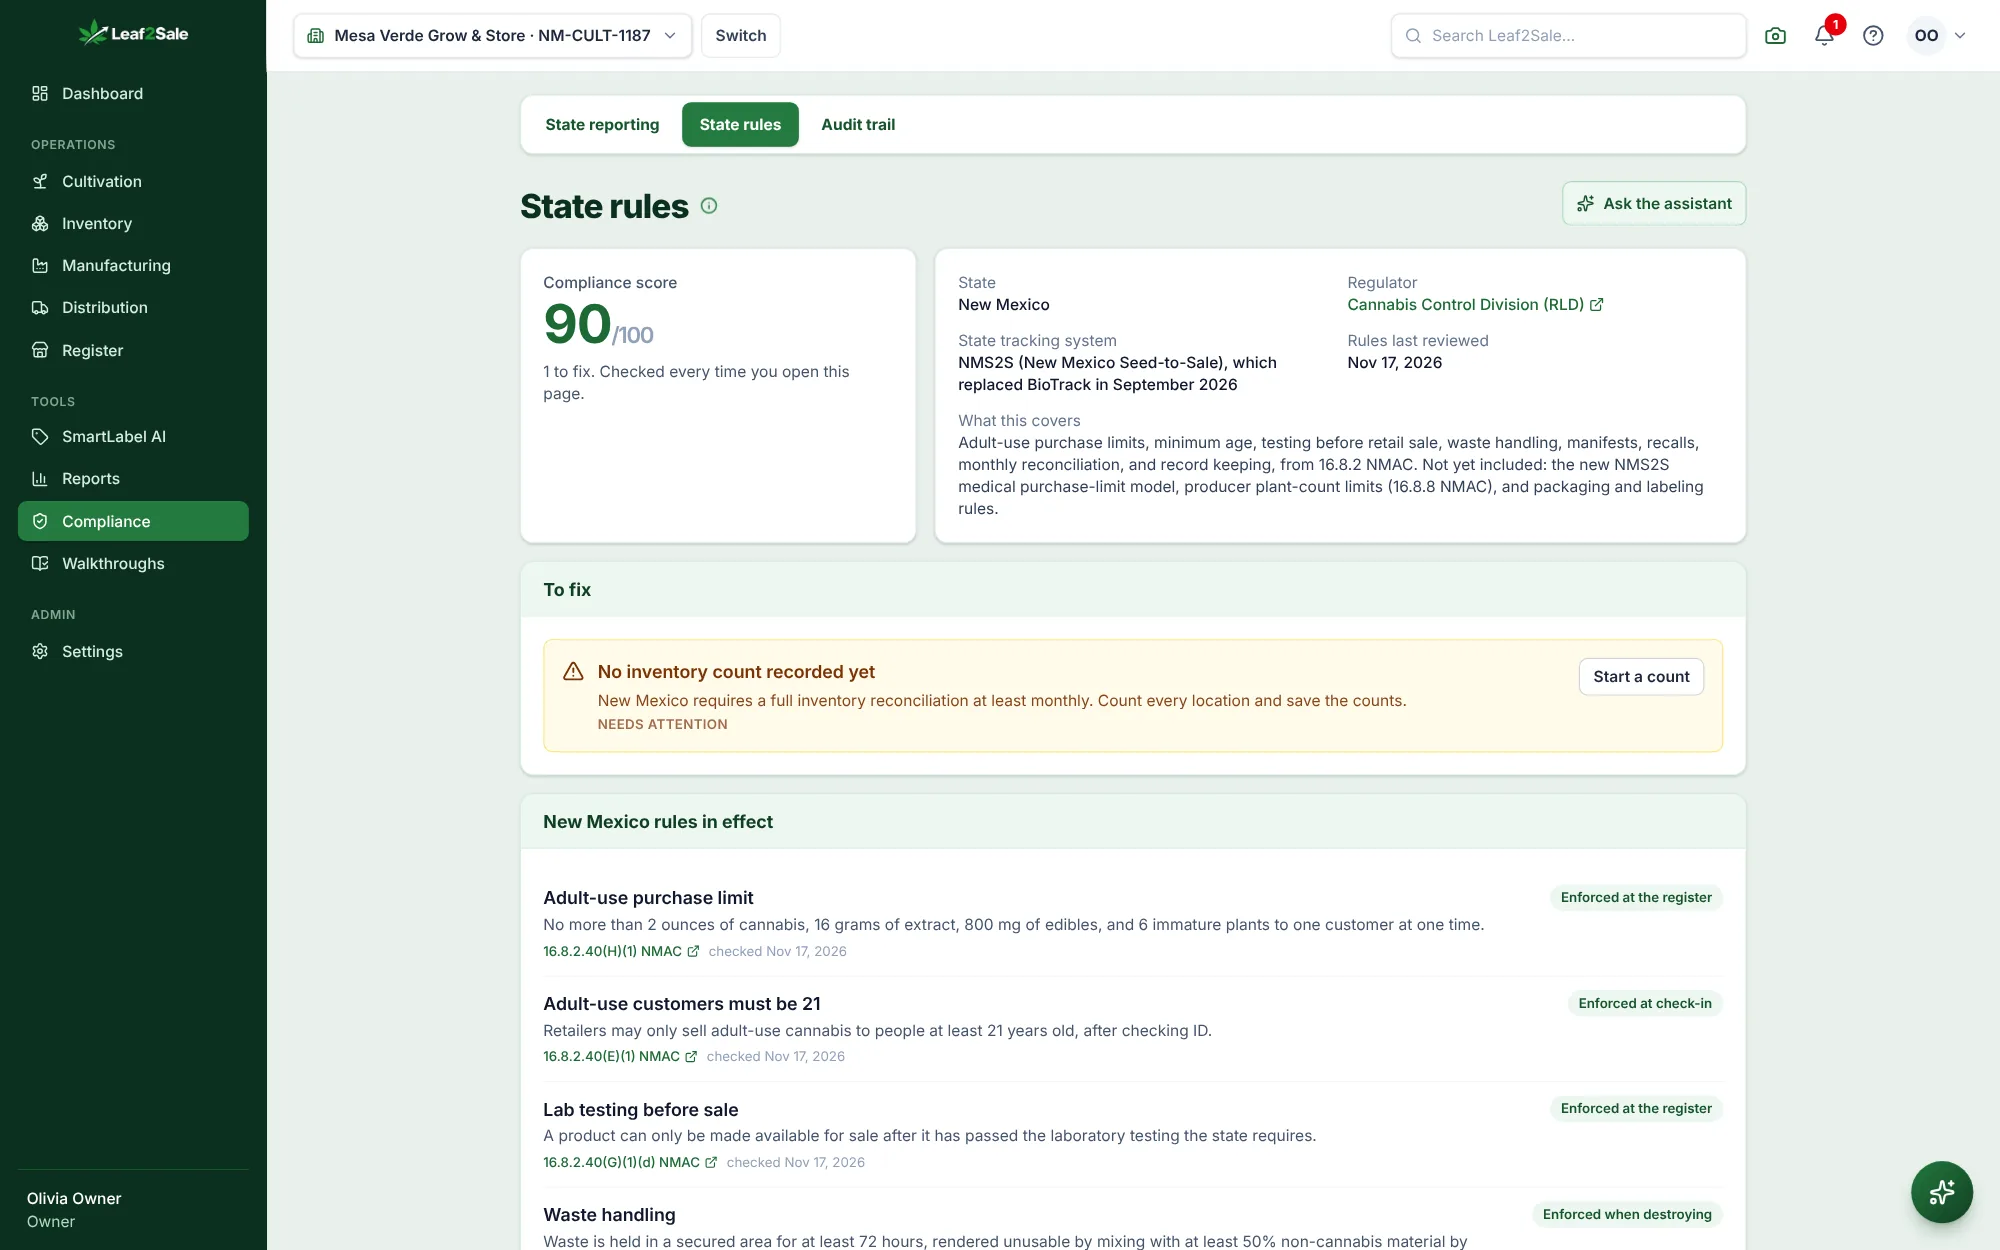 Leaf2Sale
Mesa Verde Grow & Store · NM-CULT-1187
Switch
Search Leaf2Sale...
1
OO
Dashboard
OPERATIONS
Cultivation
Inventory
Manufacturing
Distribution
Register
TOOLS
SmartLabel AI
Reports
Compliance
Walkthroughs
ADMIN
Settings
Olivia Owner
Owner
State reporting
State rules
Audit trail
State rules
Ask the assistant
Compliance score
90/100
1 to fix. Checked every time you open this
page.
State
New Mexico
Regulator
Cannabis Control Division (RLD)
State tracking system
NMS2S (New Mexico Seed-to-Sale), which
replaced BioTrack in September 2026
Rules last reviewed
Nov 17, 2026
What this covers
Adult-use purchase limits, minimum age, testing before retail sale, waste handling, manifests, recalls,
monthly reconciliation, and record keeping, from 16.8.2 NMAC. Not yet included: the new NMS2S
medical purchase-limit model, producer plant-count limits (16.8.8 NMAC), and packaging and labeling
rules.
To fix
No inventory count recorded yet
New Mexico requires a full inventory reconciliation at least monthly. Count every location and save the counts.
NEEDS ATTENTION
Start a count
New Mexico rules in effect
Adult-use purchase limit
Enforced at the register
No more than 2 ounces of cannabis, 16 grams of extract, 800 mg of edibles, and 6 immature plants to one customer at one time.
16.8.2.40(H)(1) NMAC checked Nov 17, 2026
Adult-use customers must be 21
Enforced at check-in
Retailers may only sell adult-use cannabis to people at least 21 years old, after checking ID.
16.8.2.40(E)(1) NMAC checked Nov 17, 2026
Lab testing before sale
Enforced at the register
A product can only be made available for sale after it has passed the laboratory testing the state requires.
16.8.2.40(G)(1)(d) NMAC checked Nov 17, 2026
Waste handling
Enforced when destroying
Waste is held in a secured area for at least 72 hours, rendered unusable by mixing with at least 50% non-cannabis material by